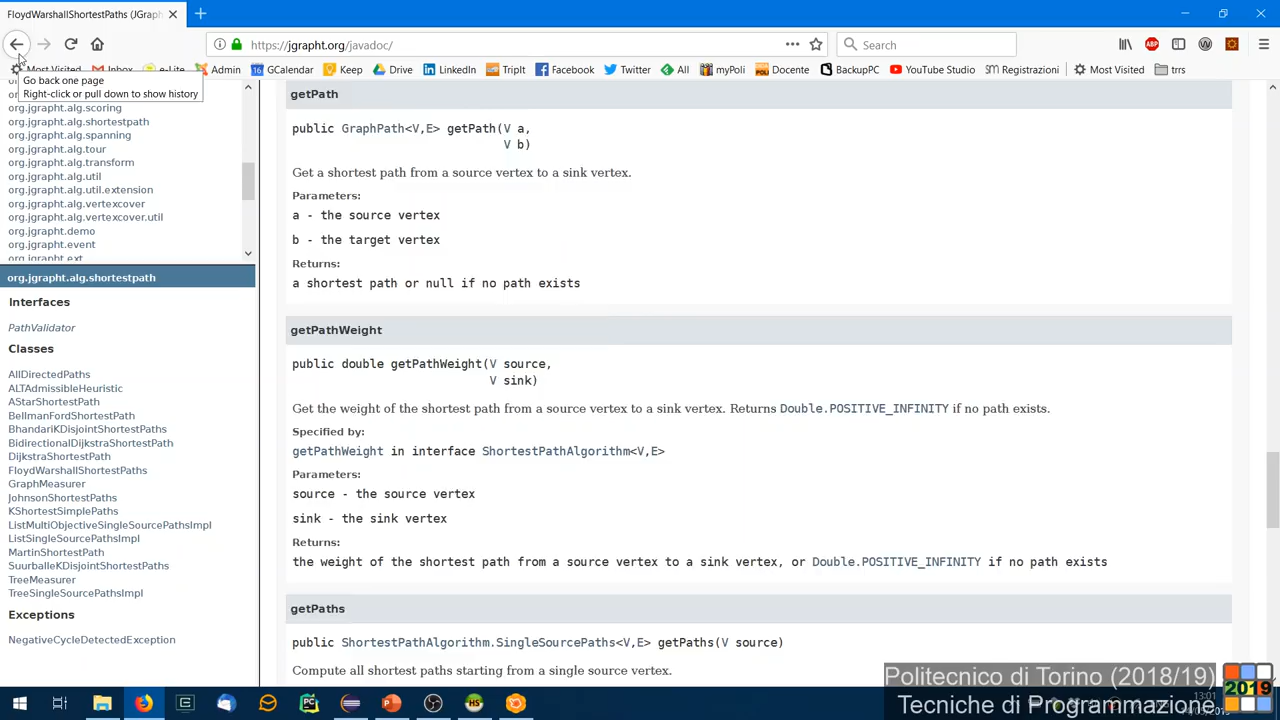 FloydWarshallShortestPaths (JGraph
https://jgrapht.org/javadoc/
Search
Most Visited
Inbox
e-Lite
Admin
GCalendar
Keep
Drive
LinkedIn
TripIt
Facebook
Twitter
All
myPoli
Docente
BackupPC
YouTube Studio
Registrazioni
Most Visited
trrs
Go back one page
Right-click or pull down to show history
org.jgrapht.alg.scoring
org.jgrapht.alg.shortestpath
org.jgrapht.alg.spanning
org.jgrapht.alg.tour
org.jgrapht.alg.transform
org.jgrapht.alg.util
org.jgrapht.alg.util.extension
org.jgrapht.alg.vertexcover
org.jgrapht.alg.vertexcover.util
org.jgrapht.demo
org.jgrapht.event
org.jgrapht.ext
org.jgrapht.alg.shortestpath
Interfaces
PathValidator
Classes
AllDirectedPaths
ALTAdmissibleHeuristic
AStarShortestPath
BellmanFordShortestPath
BhandariKDisjointShortestPaths
BidirectionalDijkstraShortestPath
DijkstraShortestPath
FloydWarshallShortestPaths
GraphMeasurer
JohnsonShortestPaths
KShortestSimplePaths
ListMultiObjectiveSingleSourcePathsImpl
ListSingleSourcePathsImpl
MartinShortestPath
SuurballeKDisjointShortestPaths
TreeMeasurer
TreeSingleSourcePathsImpl
Exceptions
NegativeCycleDetectedException
getPath
public GraphPath<V,E> getPath(V a,
V b)
Get a shortest path from a source vertex to a sink vertex.
Parameters:
a - the source vertex
b - the target vertex
Returns:
a shortest path or null if no path exists
getPathWeight
public double getPathWeight(V source,
V sink)
Get the weight of the shortest path from a source vertex to a sink vertex. Returns Double.POSITIVE_INFINITY if no path exists.
Specified by:
getPathWeight in interface ShortestPathAlgorithm<V,E>
Parameters:
source - the source vertex
sink - the sink vertex
Returns:
the weight of the shortest path from a source vertex to a sink vertex, or Double.POSITIVE_INFINITY if no path exists
getPaths
public ShortestPathAlgorithm.SingleSourcePaths<V,E> getPaths(V source)
Compute all shortest paths starting from a single source vertex.
Politecnico di Torino (2018/19)
Tecniche di Programmazione
2019
13:01